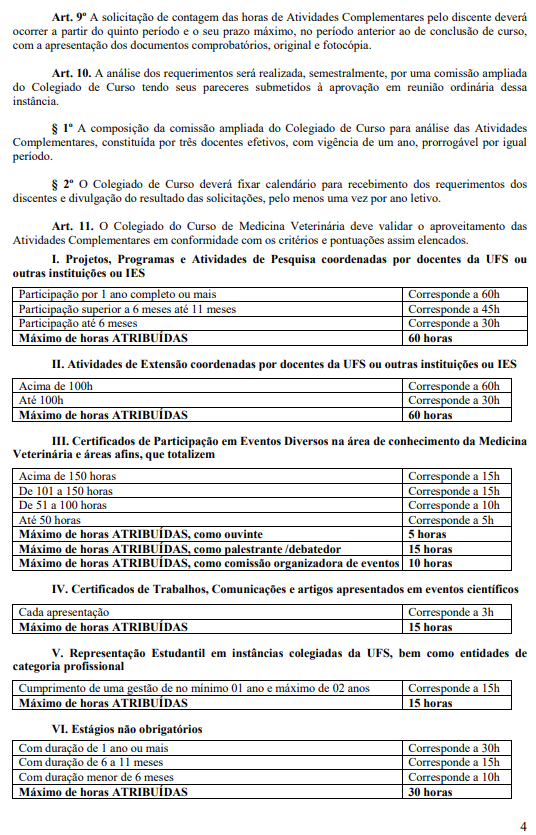 Art. 9º A solicitação de contagem das horas de Atividades Complementares pelo discente deverá
ocorrer a partir do quinto período e o seu prazo máximo, no período anterior ao de conclusão de curso,
com a apresentação dos documentos comprobatórios, original e fotocópia.
Art. 10. A análise dos requerimentos será realizada, semestralmente, por uma comissão ampliada
do Colegiado de Curso tendo seus pareceres submetidos à aprovação em reunião ordinária dessa
instância.
§ 1º A composição da comissão ampliada do Colegiado de Curso para análise das Atividades
Complementares, constituída por três docentes efetivos, com vigência de um ano, prorrogável por igual
período.
§ 2º O Colegiado de Curso deverá fixar calendário para recebimento dos requerimentos dos
discentes e divulgação do resultado das solicitações, pelo menos uma vez por ano letivo.
Art. 11. O Colegiado do Curso de Medicina Veterinária deve validar o aproveitamento das
Atividades Complementares em conformidade com os critérios e pontuações assim elencados.
I. Projetos, Programas e Atividades de Pesquisa coordenadas por docentes da UFS ou
outras instituições ou IES
Participação por 1 ano completo ou mais Corresponde a 60h
Participação superior a 6 meses até 11 meses Corresponde a 45h
Participação até 6 meses Corresponde a 30h
Máximo de horas ATRIBUÍDAS 60 horas
II. Atividades de Extensão coordenadas por docentes da UFS ou outras instituições ou IES
Acima de 100h Corresponde a 60h
Até 100h Corresponde a 30h
Máximo de horas ATRIBUÍDAS 60 horas
III. Certificados de Participação em Eventos Diversos na área de conhecimento da Medicina
Veterinária e áreas afins, que totalizem
Acima de 150 horas Corresponde a 15h
De 101 a 150 horas Corresponde a 15h
De 51 a 100 horas Corresponde a 10h
Até 50 horas Corresponde a 5h
Máximo de horas ATRIBUÍDAS, como ouvinte 5 horas
Máximo de horas ATRIBUÍDAS, como palestrante /debatedor 15 horas
Máximo de horas ATRIBUÍDAS, como comissão organizadora de eventos 10 horas
IV. Certificados de Trabalhos, Comunicações e artigos apresentados em eventos científicos
Cada apresentação Corresponde a 3h
Máximo de horas ATRIBUÍDAS 15 horas
V. Representação Estudantil em instâncias colegiadas da UFS, bem como entidades de
categoria profissional
Cumprimento de uma gestão de no mínimo 01 ano e máximo de 02 anos Corresponde a 15h
Máximo de horas ATRIBUÍDAS 15 horas
VI. Estágios não obrigatórios
Com duração de 1 ano ou mais Corresponde a 30h
Com duração de 6 a 11 meses Corresponde a 15h
Com duração menor de 6 meses Corresponde a 10h
Máximo de horas ATRIBUÍDAS 30 horas
4